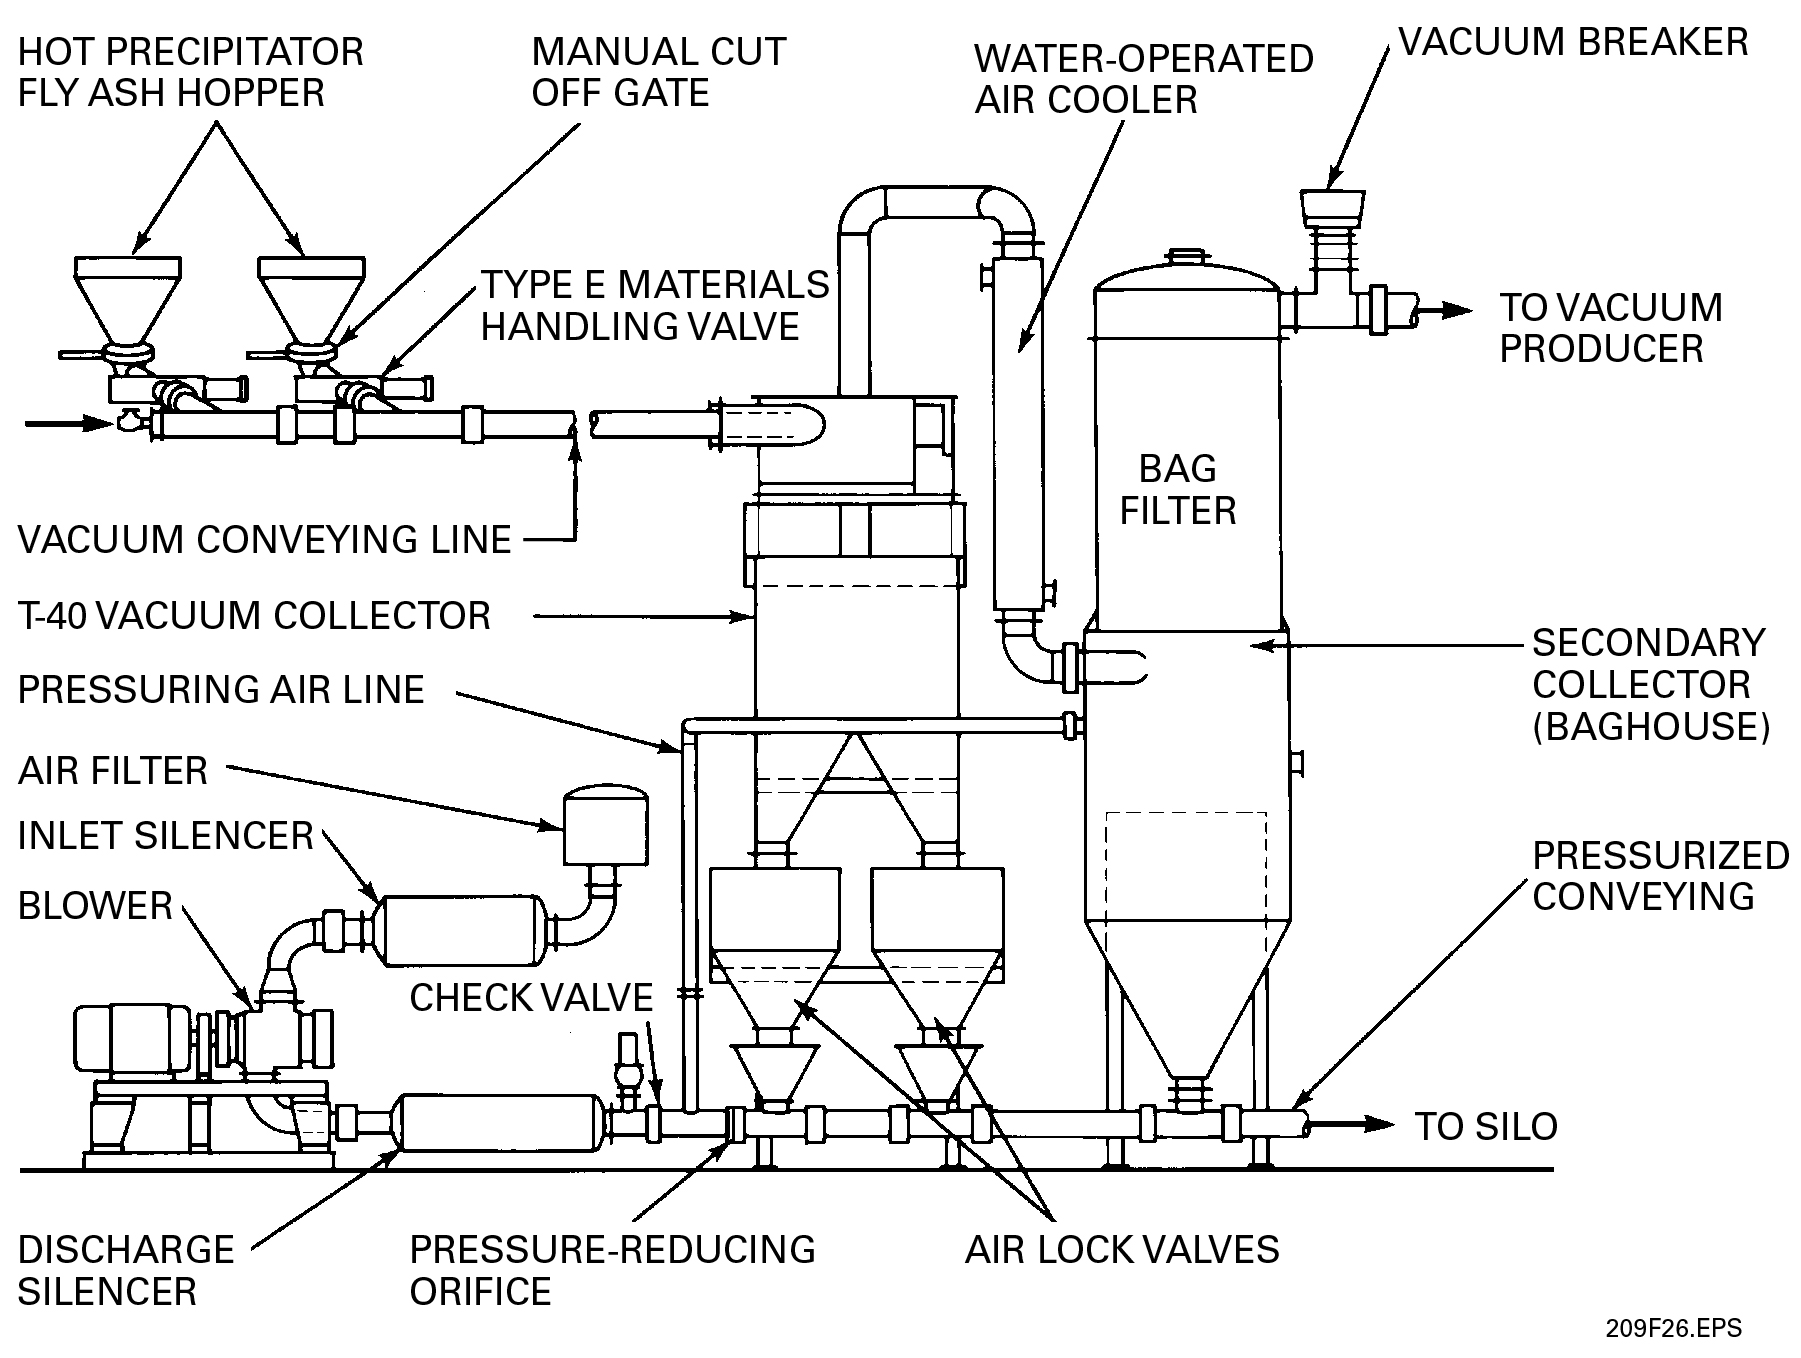 HOT PRECIPITATOR
FLY ASH HOPPER
MANUAL CUT
OFF GATE
WATER-OPERATED
AIR COOLER
VACUUM BREAKER
TYPE E MATERIALS
HANDLING VALVE
TO VACUUM
PRODUCER
BAG
FILTER
VACUUM CONVEYING LINE
T-40 VACUUM COLLECTOR
SECONDARY
COLLECTOR
(BAGHOUSE)
PRESSURING AIR LINE
AIR FILTER
INLET SILENCER
BLOWER
PRESSURIZED
CONVEYING
CHECK VALVE
TO SILO
DISCHARGE
SILENCER
PRESSURE-REDUCING
ORIFICE
AIR LOCK VALVES
209F26.EPS